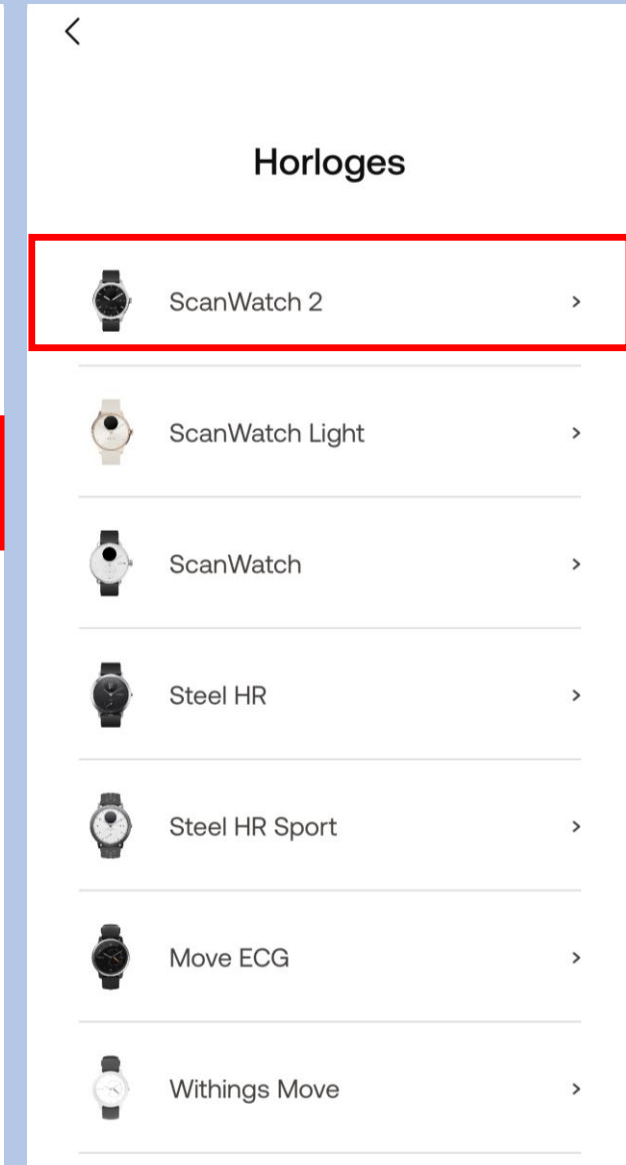 Horloges
ScanWatch 2
ScanWatch Light
ScanWatch
Steel HR
Steel HR Sport
Move ECG
Withings Move